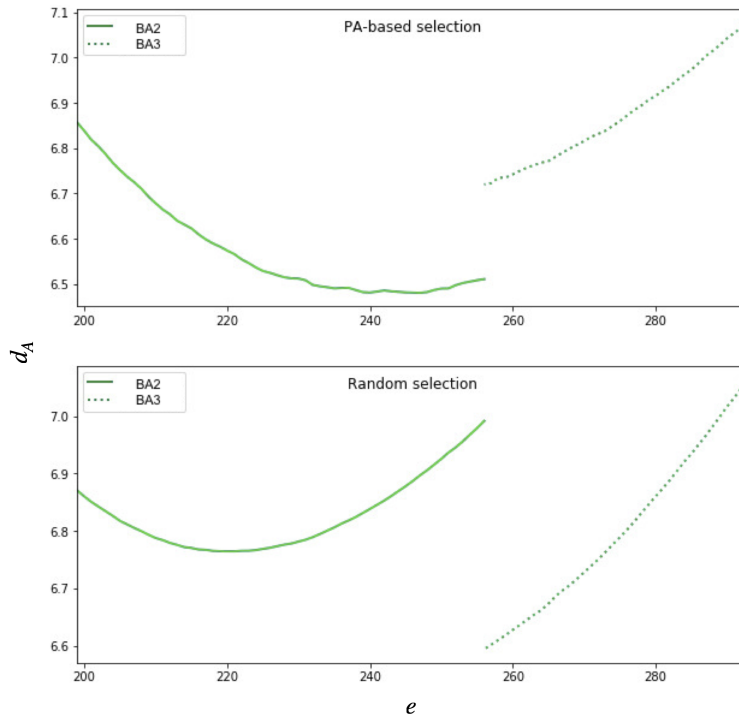 PA-based selection
BA2
BA3
7.1
7.0
6.9
6.8
6.7
6.6
6.5
200 220 240 260 280
d_A
Random selection
BA2
BA3
7.0
6.9
6.8
6.7
6.6
200 220 240 260 280
e